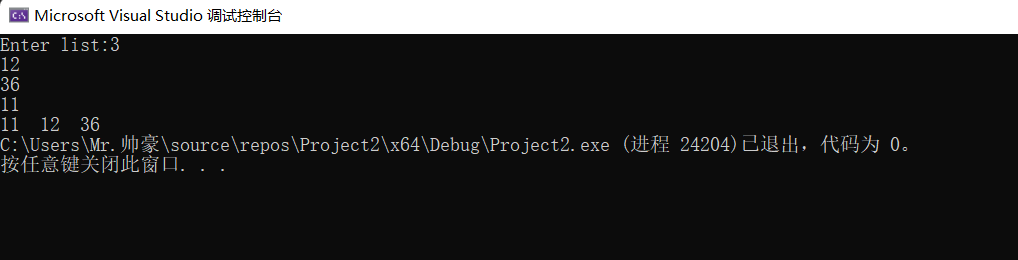 Microsoft Visual Studio 调试控制台
Enter list:3
12
36
11
11  12  36
C:\Users\Mr.帅豪\source\repos\Project2\x64\Debug\Project2.exe (进程 24204)已退出，代码为 0。
按任意键关闭此窗口. . .